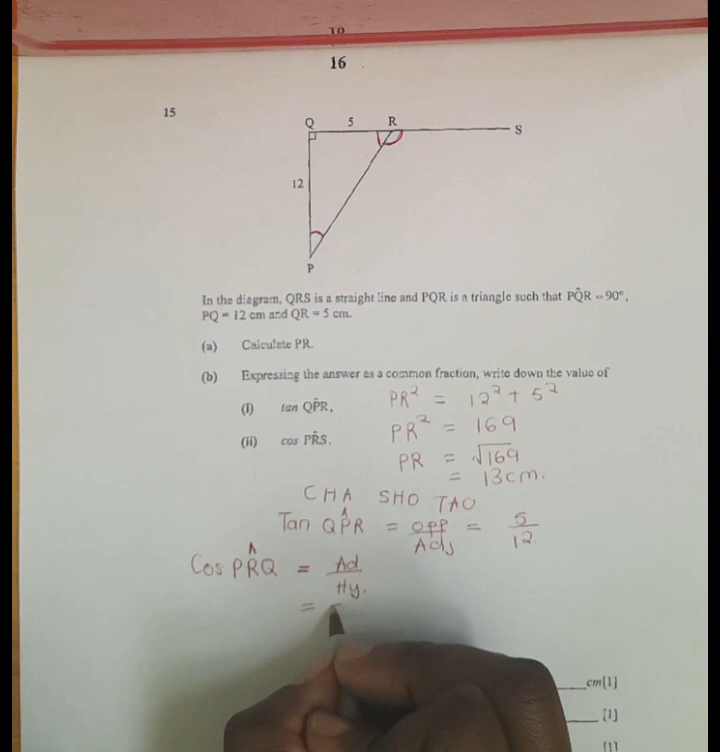 16
15
Q 5 R S
12
P
In the diagram, QRS is a straight line and PQR is a triangle such that PQ̂R = 90°,
PQ = 12 cm and QR = 5 cm.
(a) Calculate PR.
(b) Expressing the answer as a common fraction, write down the value of
(i) tan QP̂R,
(ii) cos PR̂S.
PR² = 12² + 5²
PR² = 169
PR = √169
= 13cm.
CHA SHO TAO
Tan QP̂R = opp/Adj = 5/12
Cos PR̂Q = Ad/Hy.
=
cm[1]
[1]
[1]